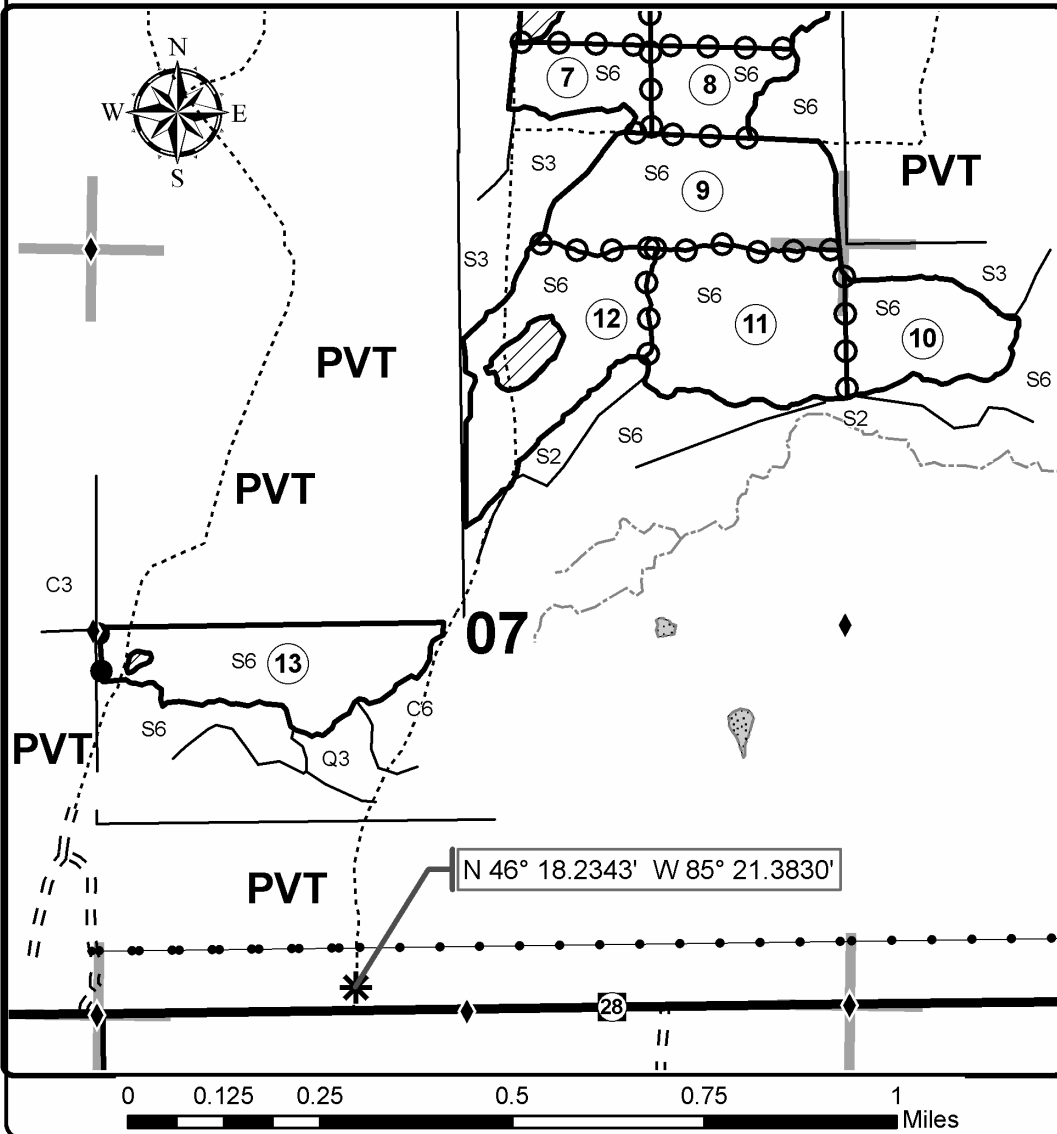 N
W E
S
7 S6
8 S6
S6
S3
S6
9
PVT
S3
S6
12
S6
11
S6
10
S3
PVT
S6
S2
S6
S2
PVT
C3
07
S6 13
S6
C6
PVT
Q3
N 46° 18.2343' W 85° 21.3830'
PVT
28
0 0.125 0.25 0.5 0.75 1
Miles